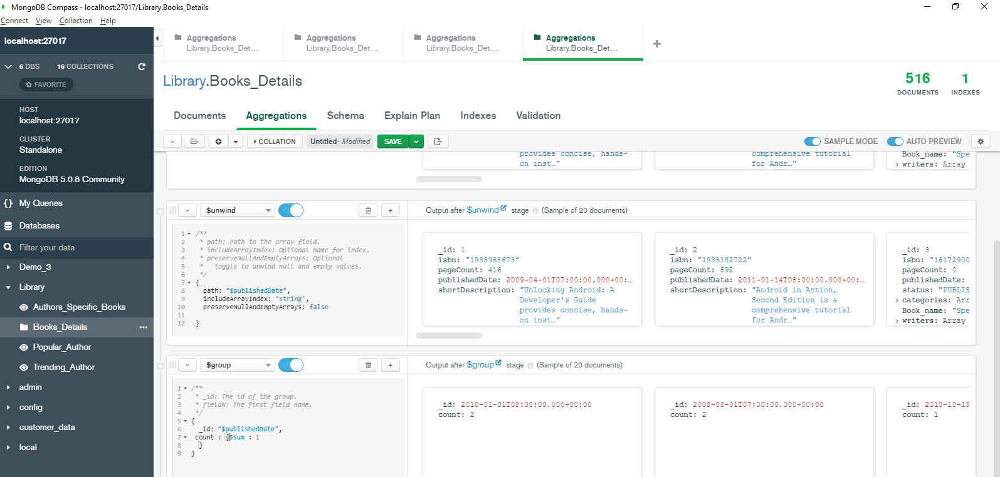 MongoDB Compass - localhost:27017/Library.Books_Details
Connect View Collection Help
localhost:27017
6 DBS 16 COLLECTIONS
FAVORITE
HOST
localhost:27017
CLUSTER
Standalone
EDITION
MongoDB 5.0.8 Community
My Queries
Databases
Filter your data
Demo_3
Library
Authors_Specific_Books
Books_Details
Popular_Author
Trending_Author
admin
config
customer_data
local
Aggregations
Library.Books_Det...
Aggregations
Library.Books_Det...
Aggregations
Library.Books_Det...
Aggregations
Library.Books_Det...
Library.Books_Details
516
DOCUMENTS
1
INDEXES
Documents Aggregations Schema Explain Plan Indexes Validation
COLLATION Untitled- Modified SAVE SAMPLE MODE AUTO PREVIEW
provides concise, hands-
on inst…"
comprehensive tutorial
for Andr…"
Book_name: "Spe
writers: Array
$unwind
1 /**
2 * path: Path to the array field.
3 * includeArrayIndex: Optional name for index.
4 * preserveNullAndEmptyArrays: Optional
5 * toggle to unwind null and empty values.
6 */
7 {
8 path: "$publishedDate",
9 includeArrayIndex: 'string',
10 preserveNullAndEmptyArrays: false
11
12 }
Output after $unwind stage (Sample of 20 documents)
_id: 1
isbn: "1933988673"
pageCount: 416
publishedDate: 2009-04-01T07:00:00.000+00:…
shortDescription: "Unlocking Android: A
Developer's Guide
provides concise, hands-
on inst…"
_id: 2
isbn: "1935182722"
pageCount: 592
publishedDate: 2011-01-14T08:00:00.000+00:…
shortDescription: "Android in Action,
Second Edition is a
comprehensive tutorial
for Andr…"
_id: 3
isbn: "16172900
pageCount: 0
publishedDate:
status: "PUBLIS
categories: Arr
Book_name: "Spe
writers: Array
$group
1 /**
2 * _id: The id of the group.
3 * fieldN: The first field name.
4 */
5 {
6 _id: "$publishedDate",
7 count : {$sum : 1
8 }
9 }
Output after $group stage (Sample of 20 documents)
_id: 2010-01-01T08:00:00.000+00:00
count: 2
_id: 2008-08-01T07:00:00.000+00:00
count: 2
_id: 2013-10-15
count: 1